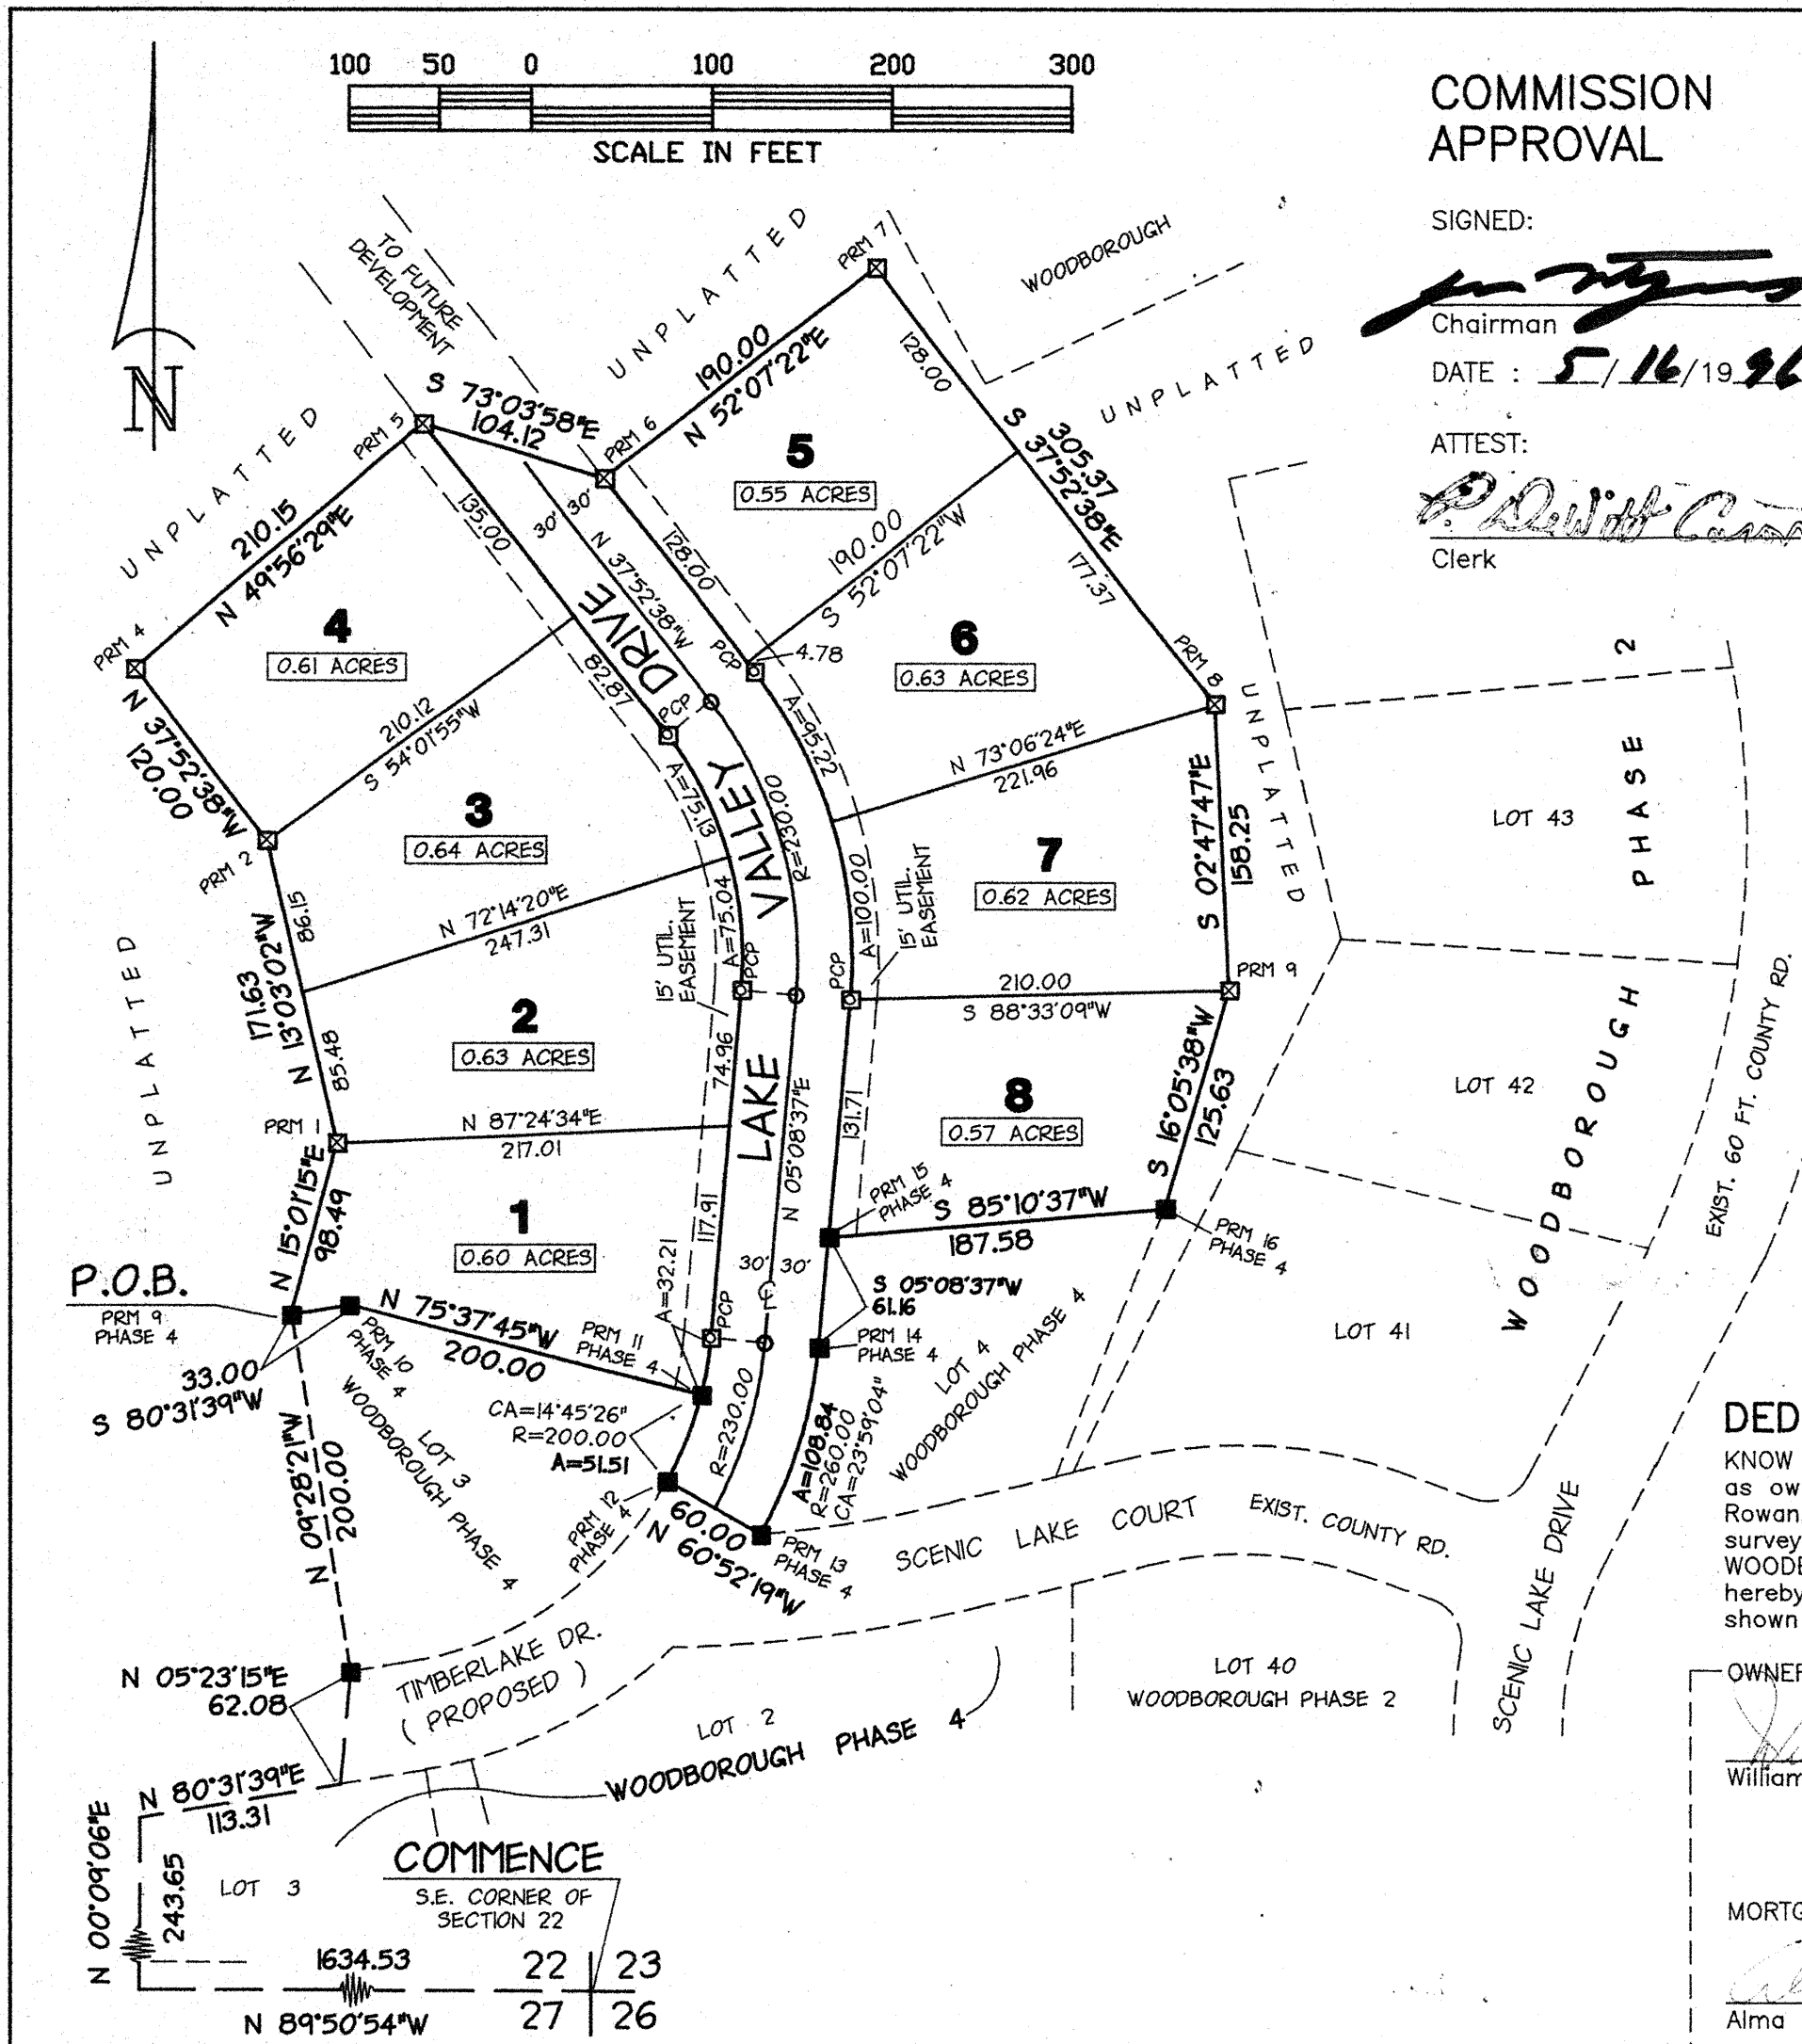 100 50 0 100 200 300
SCALE IN FEET
N
COMMISSION
APPROVAL
SIGNED:
Chairman
DATE : 5/16/1996
ATTEST:
Clerk
TO FUTURE
DEVELOPMENT
UNPLATTED
PRM 7
WOODBOROUGH
UNPLATTED
190.00
N 52°07'22"E
128.00
305.37
S 37°52'38"E
177.37
S 73°03'58"E
104.12
PRM 5
PRM 6
UNPLATTED
210.15
N 49°56'29"E
5
0.55 ACRES
135.00
30' 30'
N 37°52'38"W
128.00
190.00
S 52°07'22"W
PRM 4
4
0.61 ACRES
N 37°52'38"W
120.00
210.12
S 54°01'55"W
82.87
PCP
PCP
4.78
6
0.63 ACRES
PRM 8
A=95.22
N 73°06'24"E
221.96
UNPLATTED
PHASE 2
LOT 43
PRM 2
3
0.64 ACRES
A=75.13
R=230.00
LAKE VALLEY DRIVE
N 72°14'20"E
247.31
A=75.04
15' UTIL.
EASEMENT
PCP
PCP
A=100.00
15' UTIL.
EASEMENT
7
0.62 ACRES
S 02°47'47"E
158.25
PRM 9
210.00
S 88°33'09"W
UNPLATTED
86.15
171.63
N 13°03'02"W
85.48
2
0.63 ACRES
74.96
N 05°08'37"E
131.71
8
0.57 ACRES
S 16°05'38"W
125.63
LOT 42
WOODBOROUGH
EXIST. 60 FT. COUNTY RD.
PRM 1
N 87°24'34"E
217.01
N 15°01'15"E
98.49
1
0.60 ACRES
117.91
A=32.21
PCP
30' 30'
PRM 15
PHASE 4
S 85°10'37"W
187.58
PRM 16
PHASE 4
S 05°08'37"W
61.16
PRM 14
PHASE 4
LOT 41
P.O.B.
PRM 9
PHASE 4
33.00
S 80°31'39"W
PRM 10
PHASE 4
N 75°37'45"W
200.00
PRM 11
PHASE 4
CA=14°45'26"
R=200.00
A=51.51
R=230.00
A=108.84
R=260.00
CA=23°59'04"
LOT 4
WOODBOROUGH PHASE 4
LOT 3
WOODBOROUGH PHASE 4
N 09°28'21"W
200.00
PRM 12
PHASE 4
60.00
N 60°52'19"W
PRM 13
PHASE 4
SCENIC LAKE COURT EXIST. COUNTY RD.
SCENIC LAKE DRIVE
DED
KNOW
as ow
Rowan
survey
WOODB
hereby
shown
OWNER
William
MORTG
Alma
N 05°23'15"E
62.08
TIMBERLAKE DR.
( PROPOSED )
LOT 2
WOODBOROUGH PHASE 4
LOT 40
WOODBOROUGH PHASE 2
N 80°31'39"E
113.31
N 00°09'06"E
243.65
LOT 3
COMMENCE
S.E. CORNER OF
SECTION 22
1634.53
N 89°50'54"W
22 23
27 26